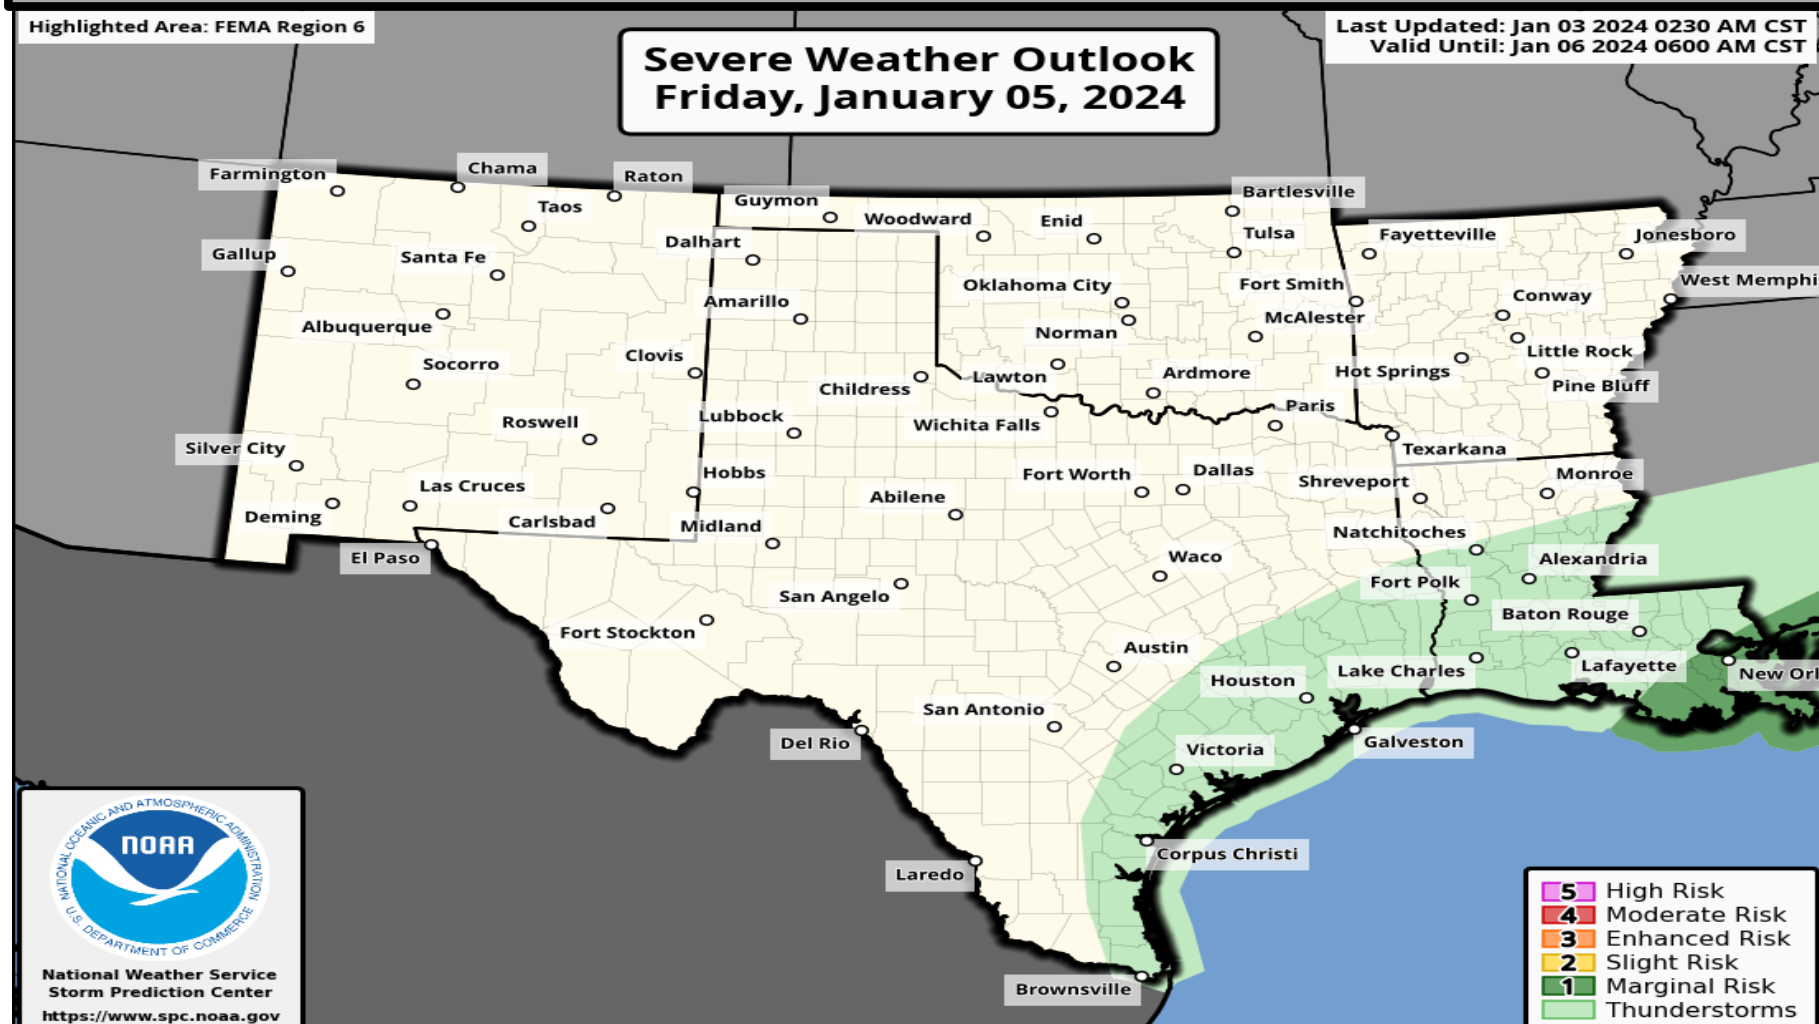 Highlighted Area: FEMA Region 6
Severe Weather Outlook
Friday, January 05, 2024
Last Updated: Jan 03 2024 0230 AM CST
Valid Until: Jan 06 2024 0600 AM CST
Farmington
Chama
Raton
Taos
Guymon
Woodward
Enid
Bartlesville
Gallup
Santa Fe
Dalhart
Tulsa
Fayetteville
Jonesboro
Albuquerque
Amarillo
Oklahoma City
Fort Smith
Conway
West Memphi
Norman
McAlester
Socorro
Clovis
Childress
Lawton
Ardmore
Hot Springs
Little Rock
Pine Bluff
Roswell
Lubbock
Wichita Falls
Paris
Silver City
Texarkana
Hobbs
Fort Worth
Dallas
Shreveport
Monroe
Las Cruces
Abilene
Deming
Carlsbad
Midland
Natchitoches
El Paso
Waco
Alexandria
San Angelo
Fort Polk
Fort Stockton
Baton Rouge
Austin
Houston
Lake Charles
Lafayette
New Orl
San Antonio
Del Rio
Victoria
Galveston
Laredo
Corpus Christi
Brownsville
NATIONAL OCEANIC AND ATMOSPHERIC ADMINISTRATION
NOAA
U.S. DEPARTMENT OF COMMERCE
National Weather Service
Storm Prediction Center
https://www.spc.noaa.gov
5 High Risk
4 Moderate Risk
3 Enhanced Risk
2 Slight Risk
1 Marginal Risk
Thunderstorms